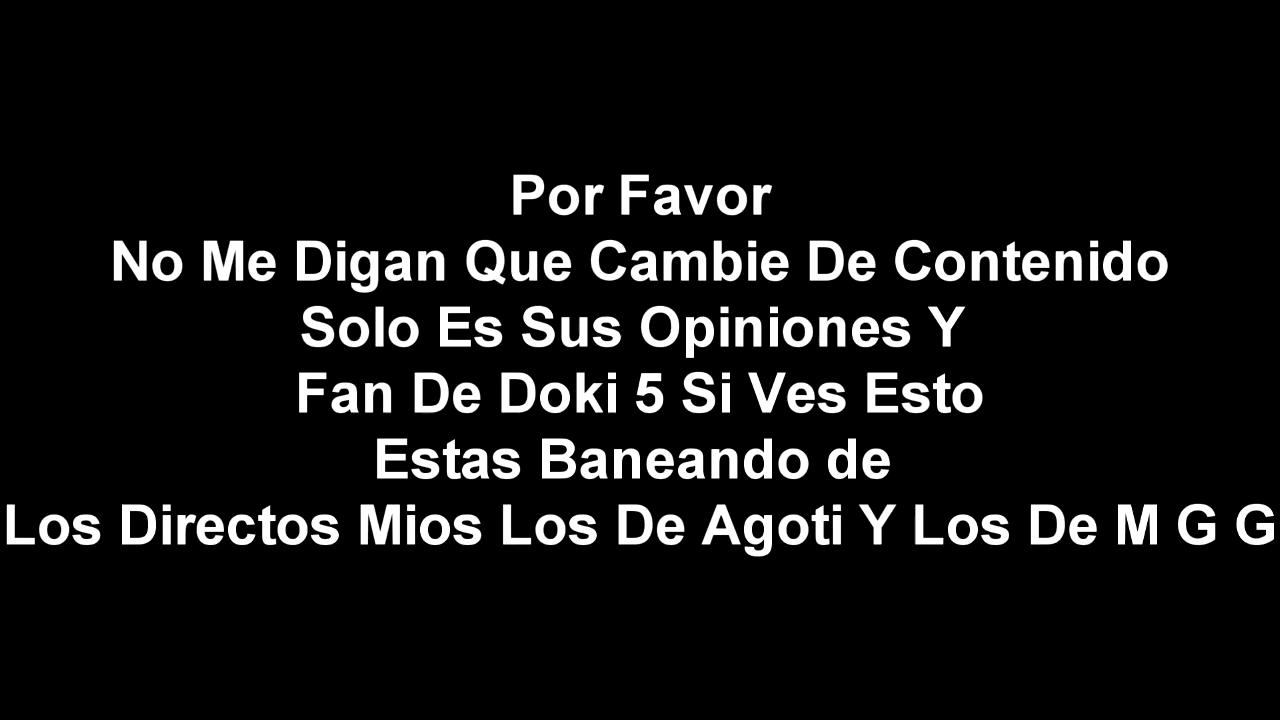 Por Favor
No Me Digan Que Cambie De Contenido
Solo Es Sus Opiniones Y
Fan De Doki 5 Si Ves Esto
Estas Baneando de
Los Directos Mios Los De Agoti Y Los De M G G